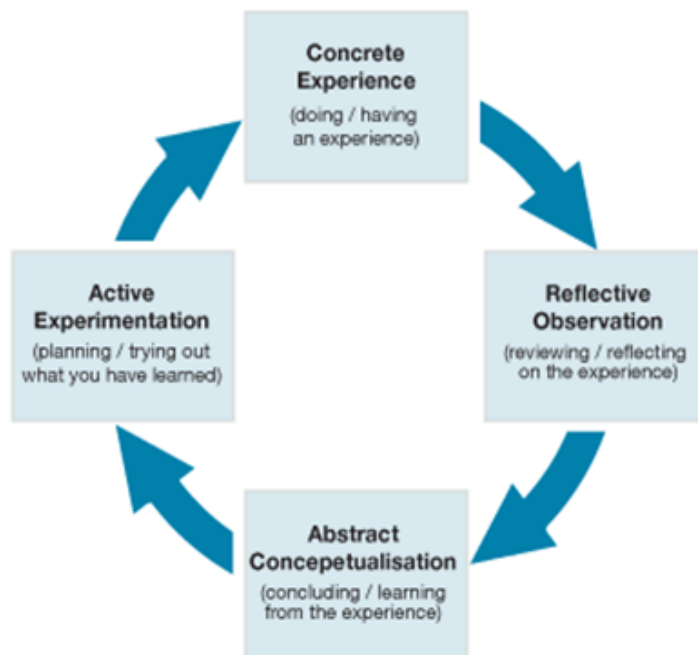 Concrete
Experience
(doing / having
an experience)
Reflective
Observation
(reviewing / reflecting
on the experience)
Abstract
Concepetualisation
(concluding / learning
from the experience)
Active
Experimentation
(planning / trying out
what you have learned)